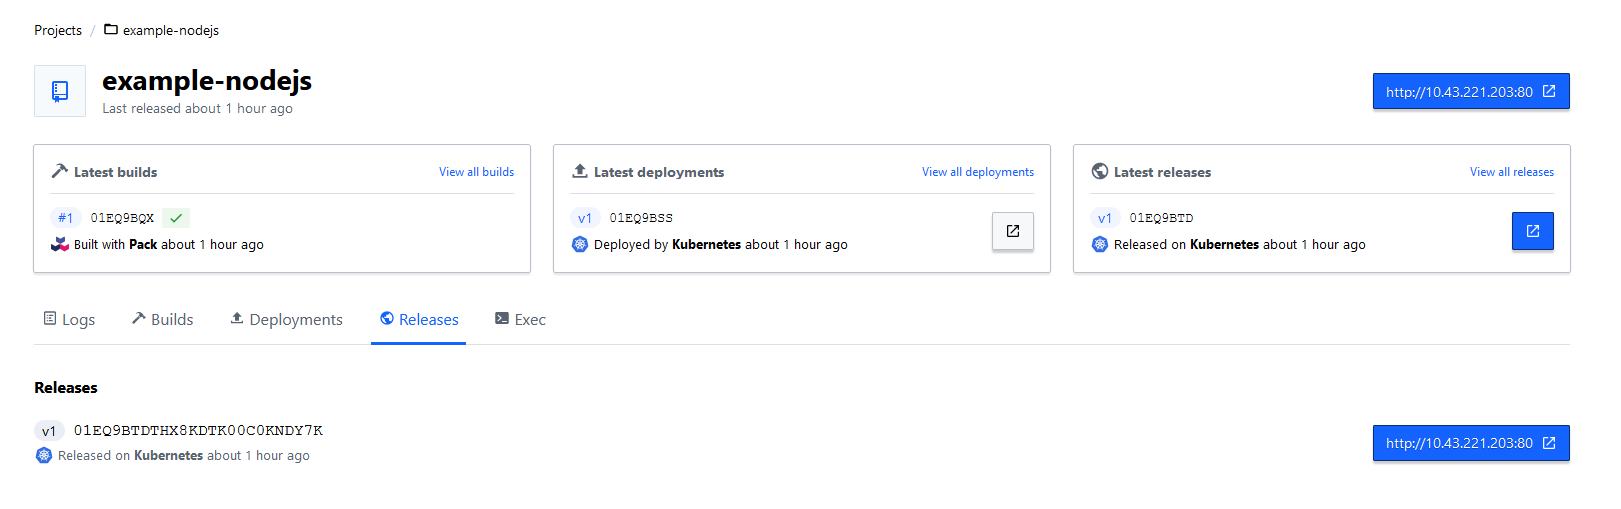 Projects / example-nodejs
example-nodejs
Last released about 1 hour ago
http://10.43.221.203:80
Latest builds
View all builds
#1 01EQ9BQX
Built with Pack about 1 hour ago
Latest deployments
View all deployments
v1 01EQ9BSS
Deployed by Kubernetes about 1 hour ago
Latest releases
View all releases
v1 01EQ9BTD
Released on Kubernetes about 1 hour ago
Logs Builds Deployments Releases Exec
Releases
v1 01EQ9BTDTHX8KDTK00C0KNDY7K
Released on Kubernetes about 1 hour ago
http://10.43.221.203:80